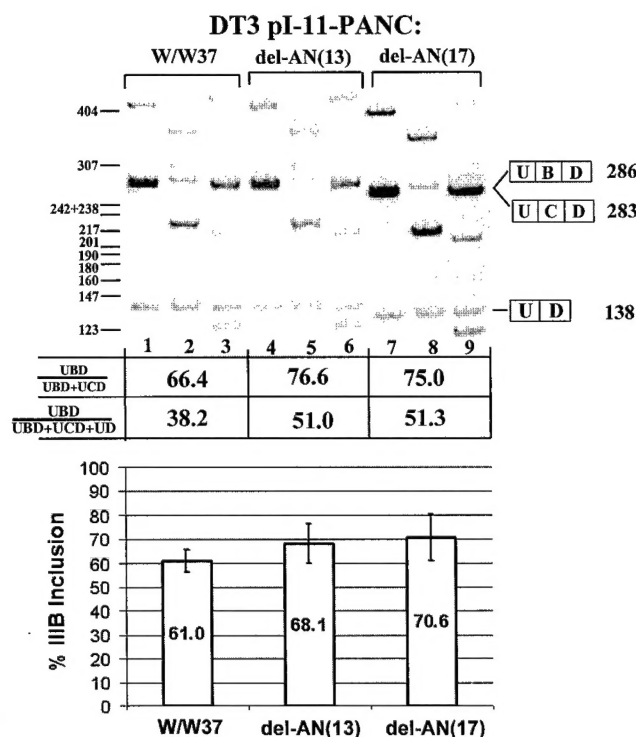 DT3 pI-11-PANC:
W/W37 del-AN(13) del-AN(17)
404
307
242+238
217
201
190
180
160
147
123
U B D 286
U C D 283
U D 138
1 2 3 4 5 6 7 8 9
UBD
UBD+UCD
66.4 76.6 75.0
UBD
UBD+UCD+UD
38.2 51.0 51.3
% IIIB Inclusion
100
90
80
70
60
50
40
30
20
10
0
61.0 68.1 70.6
W/W37 del-AN(13) del-AN(17)